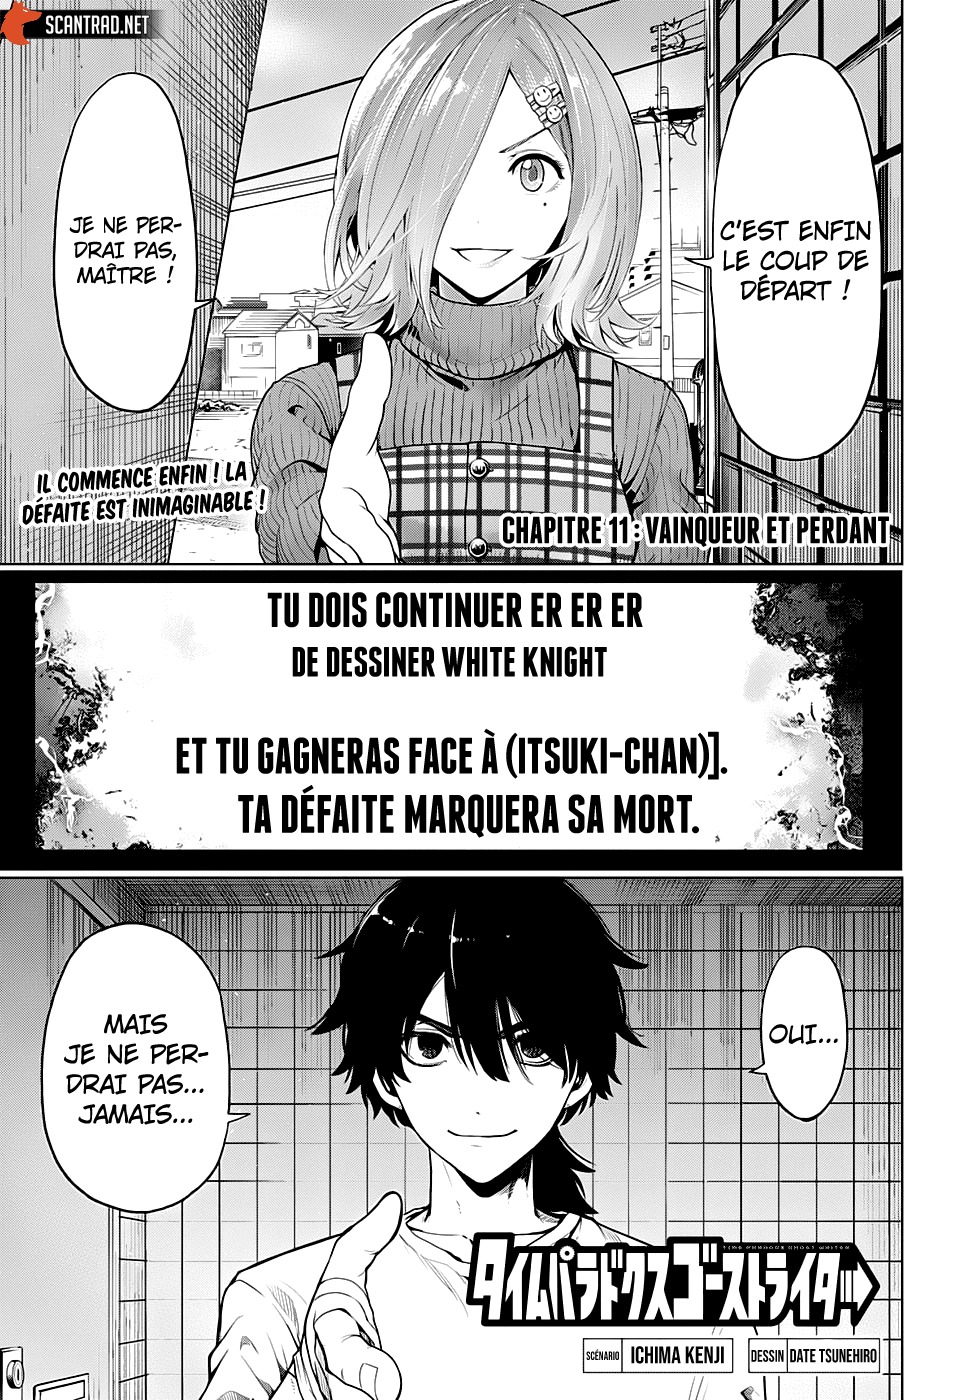 SCANTRAD.NET
C'EST ENFIN
LE COUP DE
DÉPART !
JE NE PER-
DRAI PAS,
MAÎTRE !
IL COMMENCE ENFIN ! LA
DÉFAITE EST INIMAGINABLE !
CHAPITRE 11 : VAINQUEUR ET PERDANT
TU DOIS CONTINUER ER ER ER
DE DESSINER WHITE KNIGHT
ET TU GAGNERAS FACE À (ITSUKI-CHAN)].
TA DÉFAITE MARQUERA SA MORT.
OUI...
MAIS
JE NE PER-
DRAI PAS...
JAMAIS...
タイムパラドクスゴーストライター
SCÉNARIO ICHIMA KENJI
DESSIN DATE TSUNEHIRO